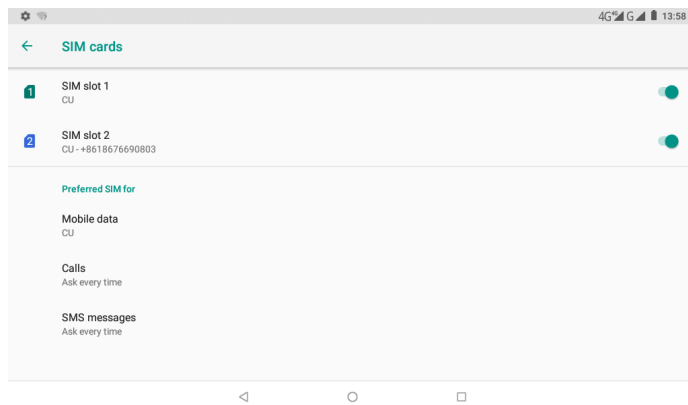 4G 4G G 13:58
SIM cards
1
SIM slot 1
CU
2
SIM slot 2
CU - +8618676690803
Preferred SIM for
Mobile data
CU
Calls
Ask every time
SMS messages
Ask every time